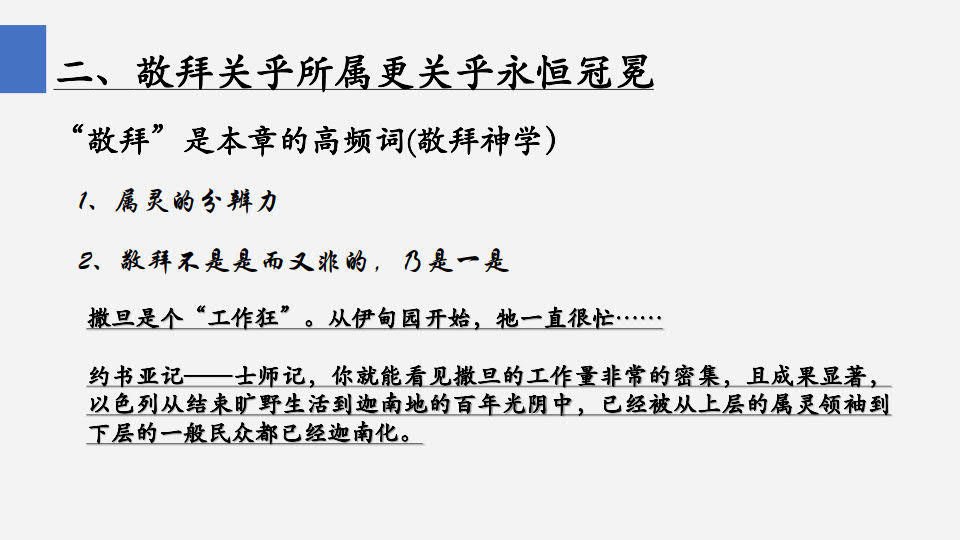 二、敬拜关乎所属更关乎永恒冠冕
“敬拜”是本章的高频词(敬拜神学）
1、属灵的分辨力
2、敬拜不是是而又非的，乃是一是
撒旦是个“工作狂”。从伊甸园开始，牠一直很忙……
约书亚记——士师记，你就能看见撒旦的工作量非常的密集，且成果显著，
以色列从结束旷野生活到迦南地的百年光阴中，已经被从上层的属灵领袖到
下层的一般民众都已经迦南化。